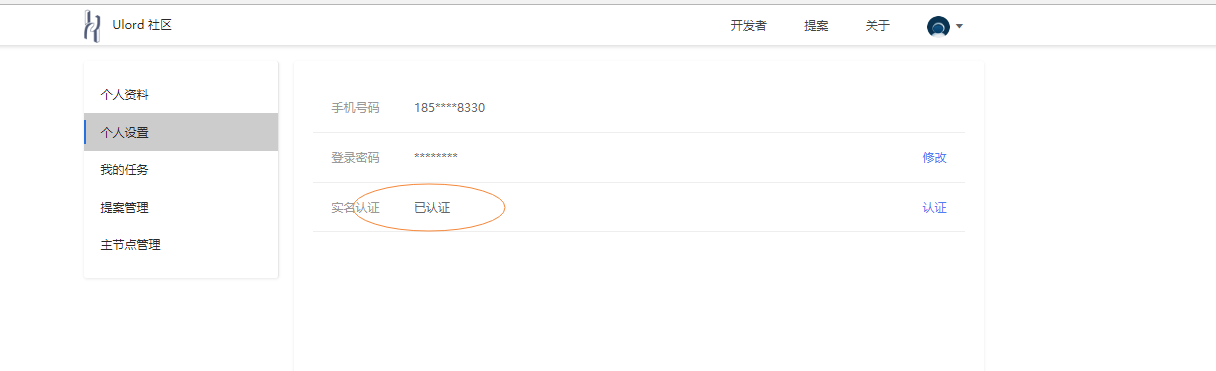 Ulord 社区 开发者 提案 关于
个人资料
个人设置
我的任务
提案管理
主节点管理
手机号码 185****8330
登录密码 ******** 修改
实名认证 已认证 认证